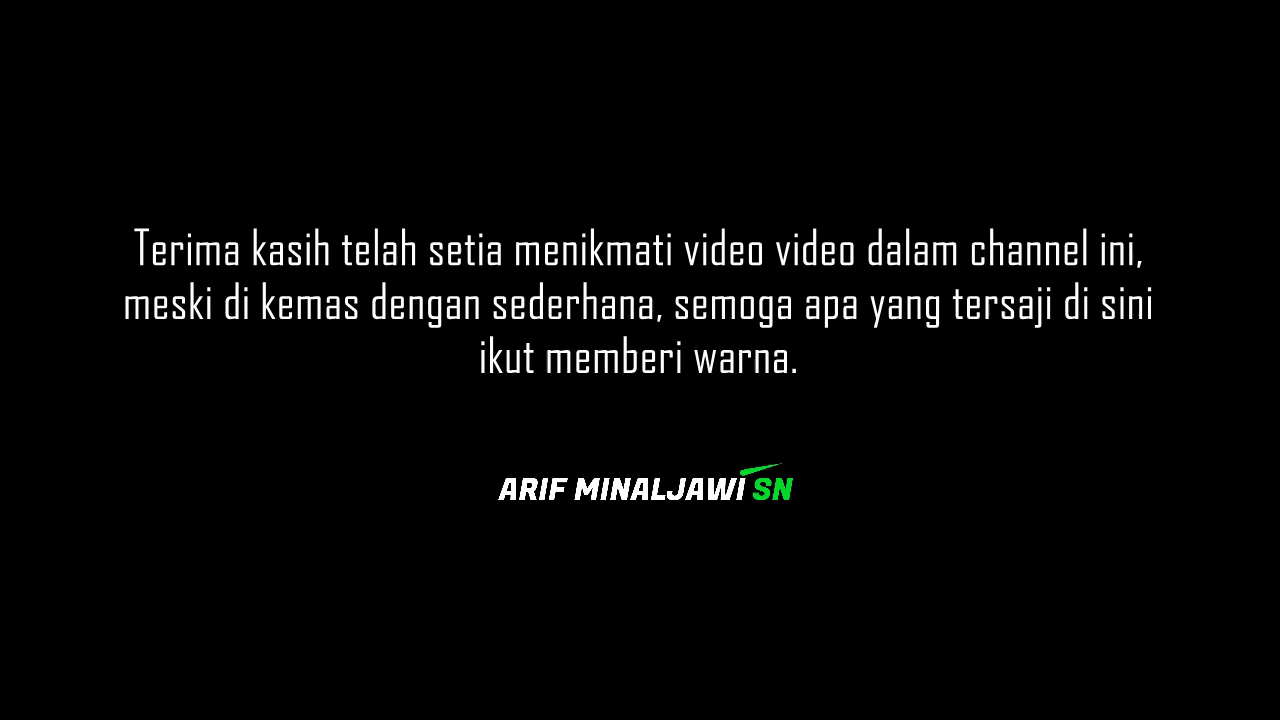 Terima kasih telah setia menikmati video video dalam channel ini,
meski di kemas dengan sederhana, semoga apa yang tersaji di sini
ikut memberi warna.
ARIF MINALJAWI SN